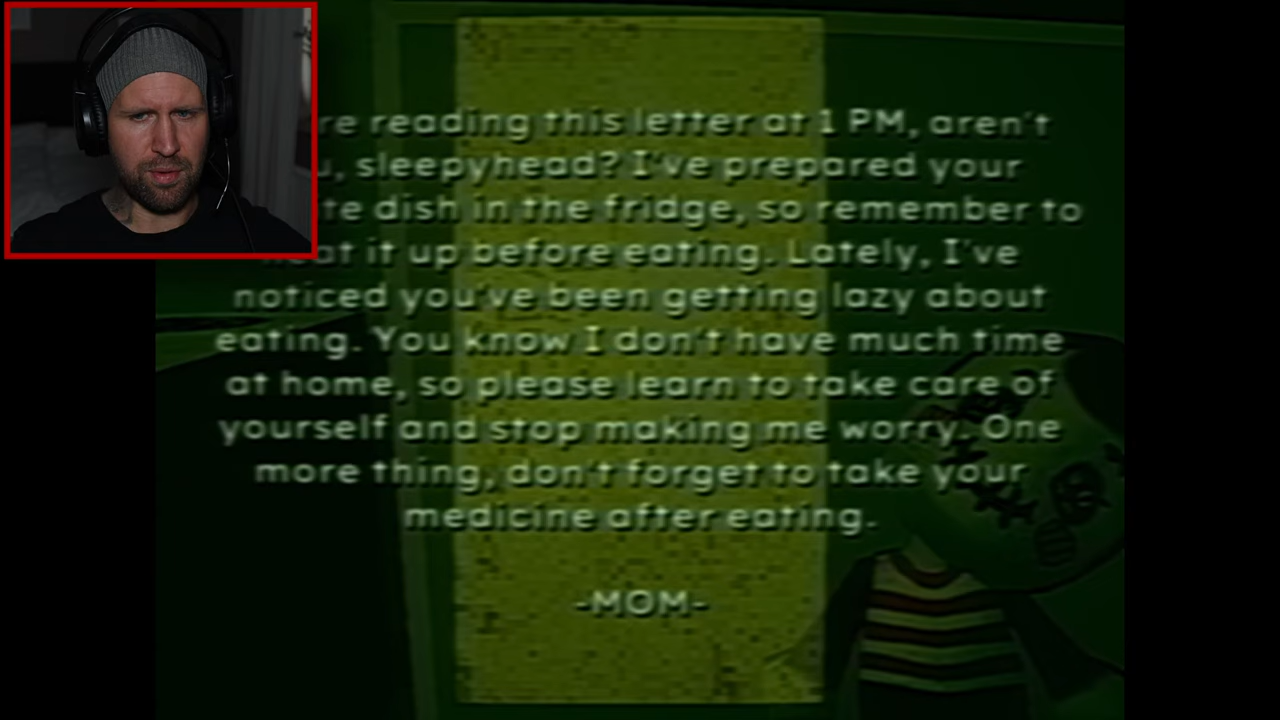 re reading this letter at 1 PM, aren't
u, sleepyhead? I've prepared your
te dish in the fridge, so remember to
heat it up before eating. Lately, I've
noticed you've been getting lazy about
eating. You know I don't have much time
at home, so please learn to take care of
yourself and stop making me worry. One
more thing, don't forget to take your
medicine after eating.
-MOM-